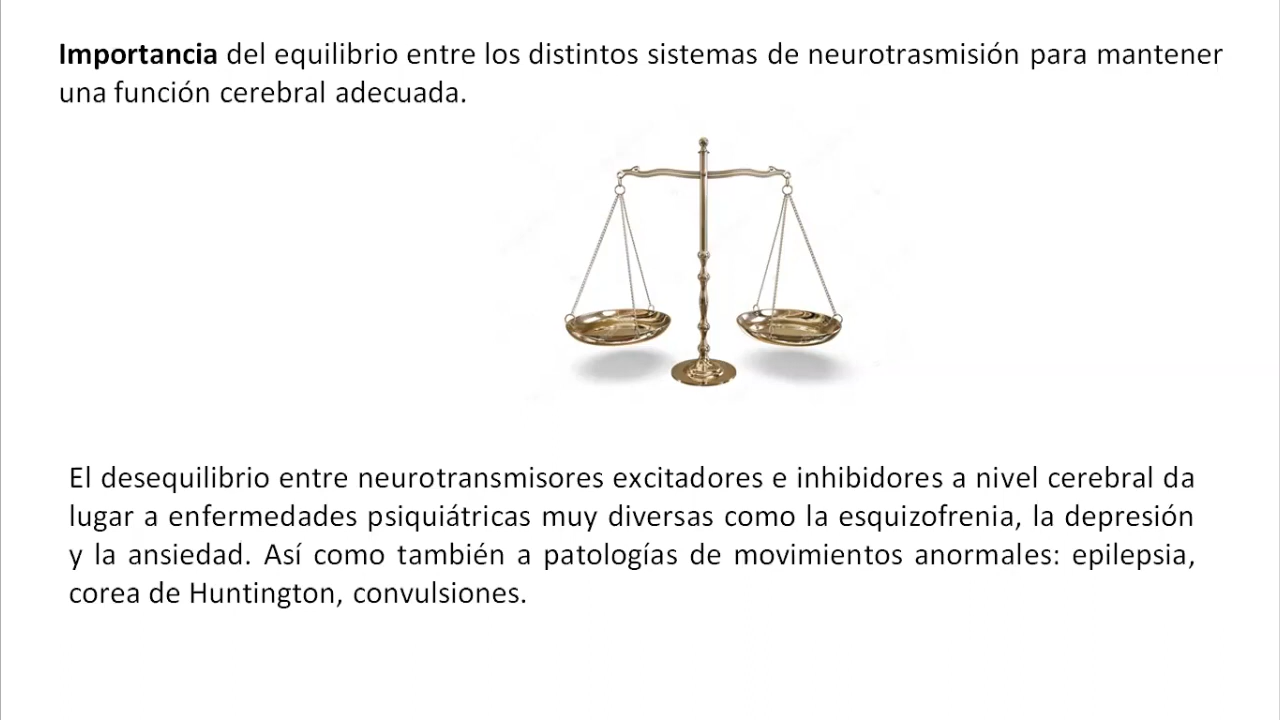 Importancia del equilibrio entre los distintos sistemas de neurotrasmisión para mantener
una función cerebral adecuada.
El desequilibrio entre neurotransmisores excitadores e inhibidores a nivel cerebral da
lugar a enfermedades psiquiátricas muy diversas como la esquizofrenia, la depresión
y la ansiedad. Así como también a patologías de movimientos anormales: epilepsia,
corea de Huntington, convulsiones.